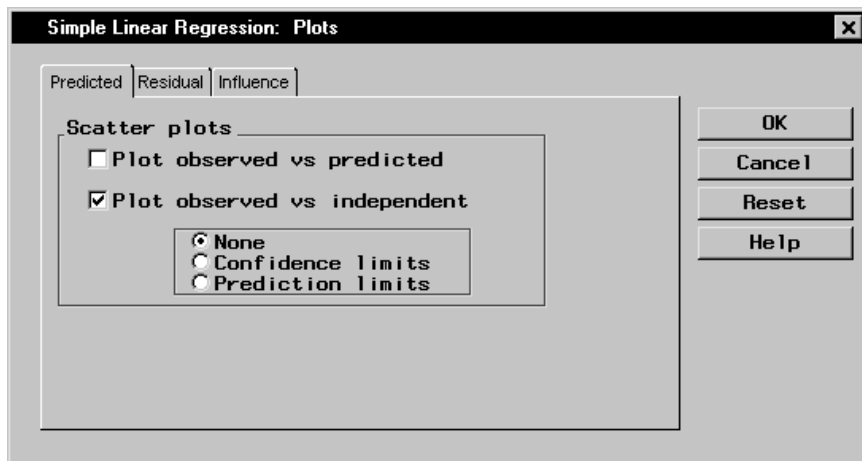 Simple Linear Regression: Plots
Predicted Residual Influence
Scatter plots
Plot observed vs predicted
Plot observed vs independent
None
Confidence limits
Prediction limits
OK
Cancel
Reset
Help